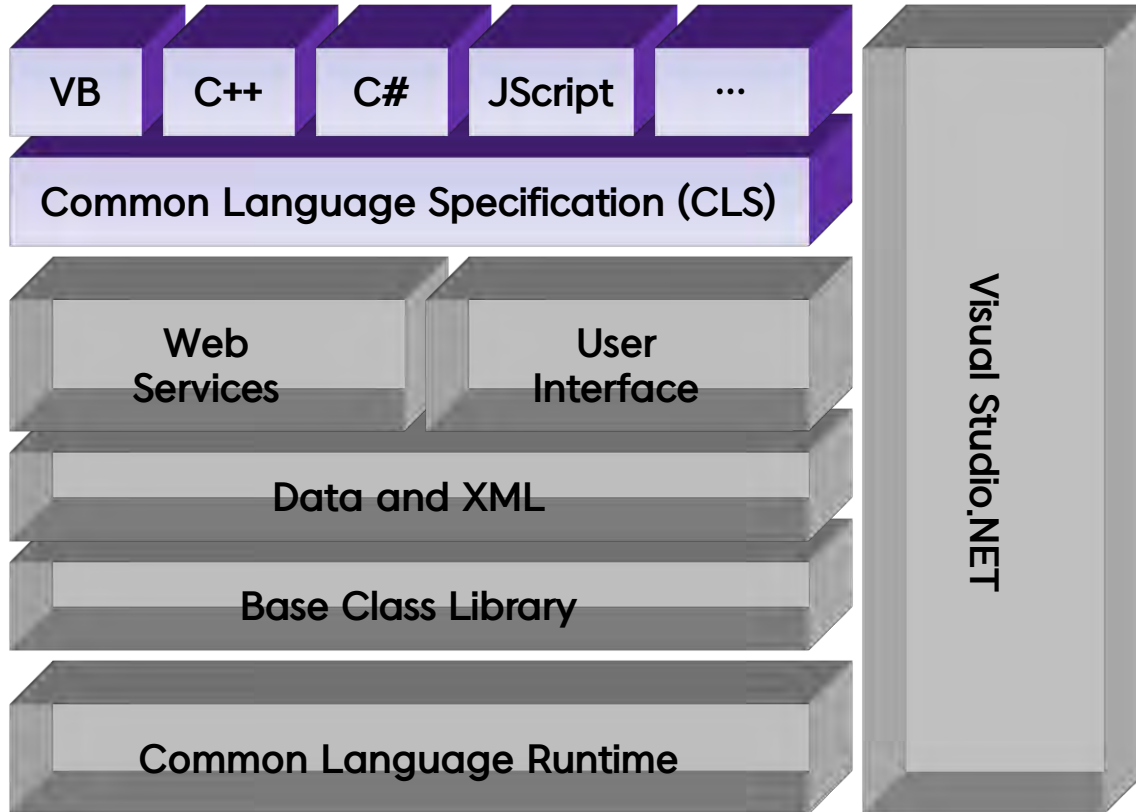 VB
C++
C#
JScript
...
Common Language Specification (CLS)
Web
Services
User
Interface
Data and XML
Base Class Library
Common Language Runtime
Visual Studio.NET